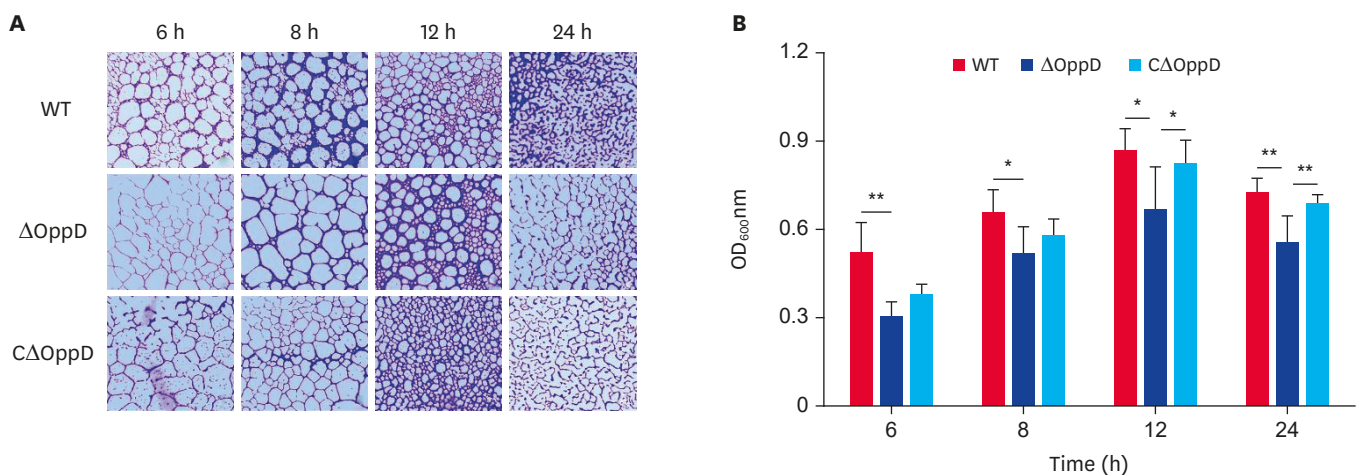 A
6 h 8 h 12 h 24 h
WT
ΔOppD
CΔOppD
B
1.2
0.9
0.6
0.3
0
OD600nm
WT ΔOppD CΔOppD
** * * * ** **
6 8 12 24
Time (h)